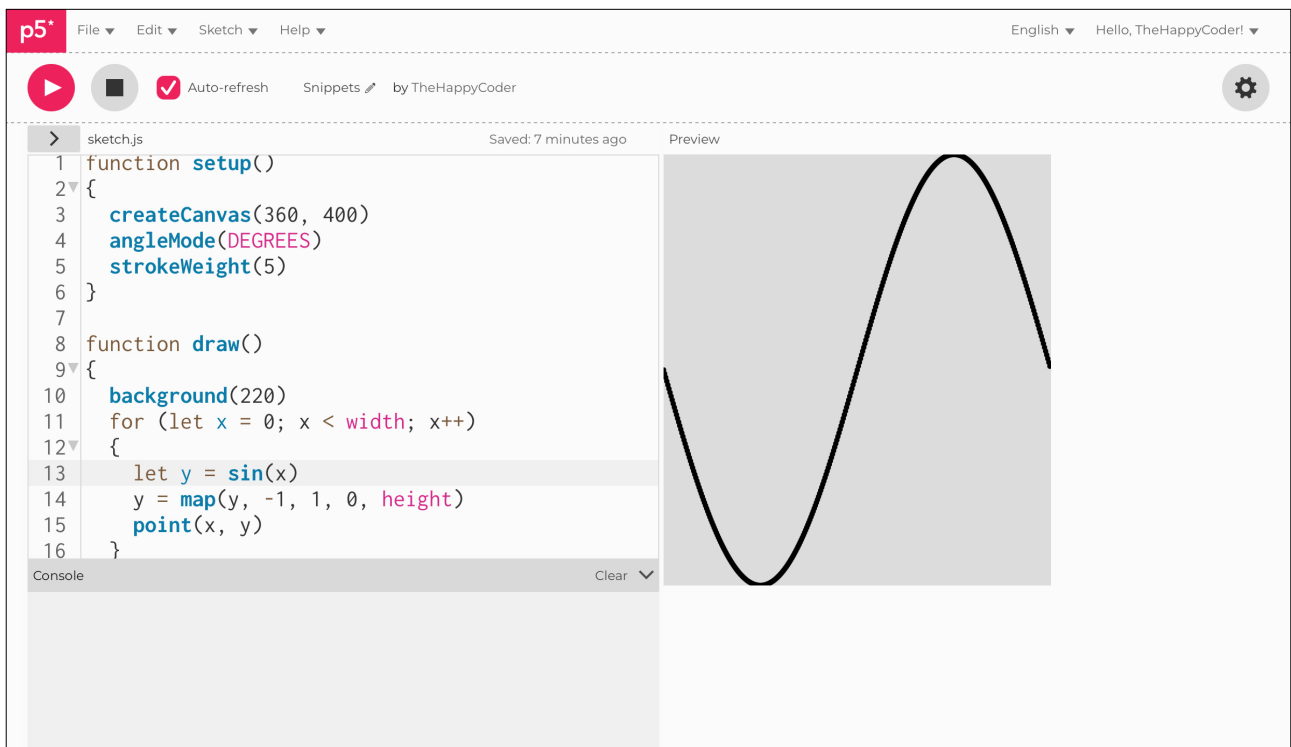 p5* File Edit Sketch Help English Hello, TheHappyCoder!
Auto-refresh Snippets by TheHappyCoder
sketch.js Saved: 7 minutes ago Preview
1 function setup()
2 {
3 createCanvas(360, 400)
4 angleMode(DEGREES)
5 strokeWeight(5)
6 }
7
8 function draw()
9 {
10 background(220)
11 for (let x = 0; x < width; x++)
12 {
13 let y = sin(x)
14 y = map(y, -1, 1, 0, height)
15 point(x, y)
16 }
Console Clear